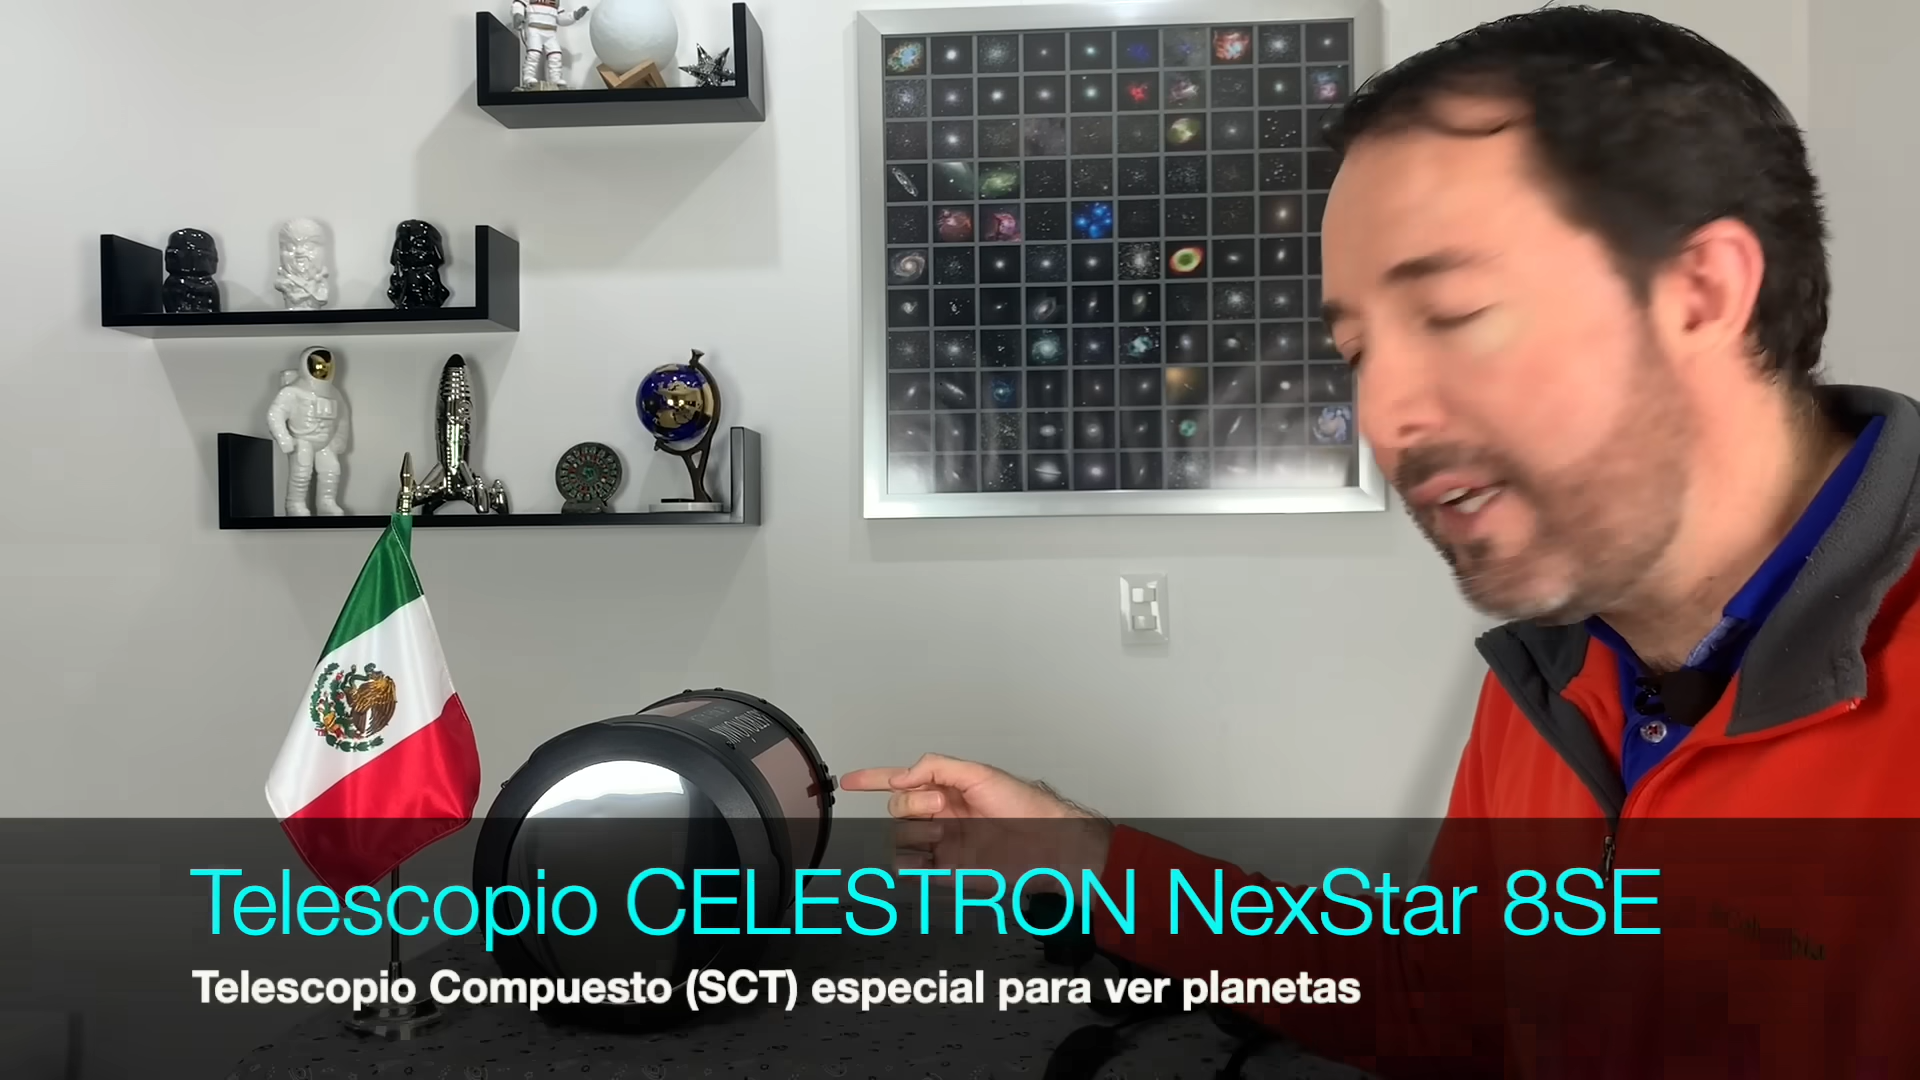 Telescopio CELESTRON NexStar 8SE
Telescopio Compuesto (SCT) especial para ver planetas